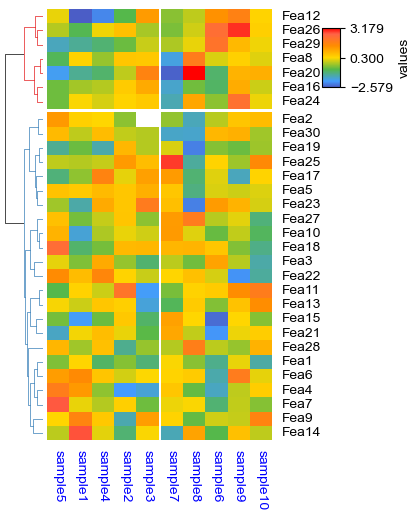 Fea12
Fea26
Fea29
Fea8
Fea20
Fea16
Fea24
Fea2
Fea30
Fea19
Fea25
Fea17
Fea5
Fea23
Fea27
Fea10
Fea18
Fea3
Fea22
Fea11
Fea13
Fea15
Fea21
Fea28
Fea1
Fea6
Fea4
Fea7
Fea9
Fea14
sample5
sample1
sample4
sample2
sample3
sample7
sample8
sample6
sample9
sample10
3.179
0.300
−2.579
values